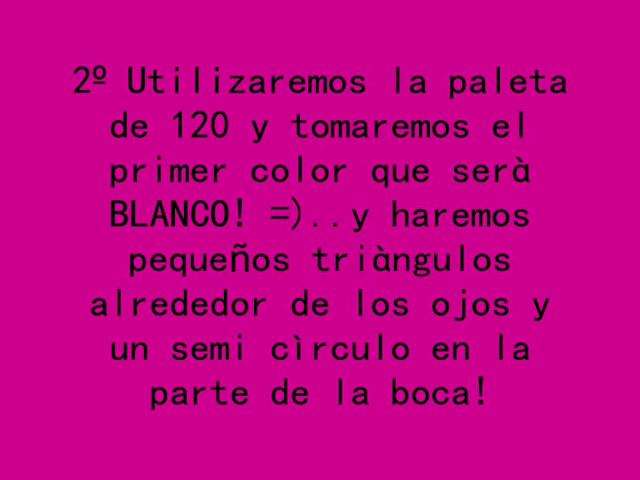 2º Utilizaremos la paleta
de 120 y tomaremos el
primer color que serà
BLANCO! =)..y haremos
pequeños triàngulos
alrededor de los ojos y
un semi cìrculo en la
parte de la boca!